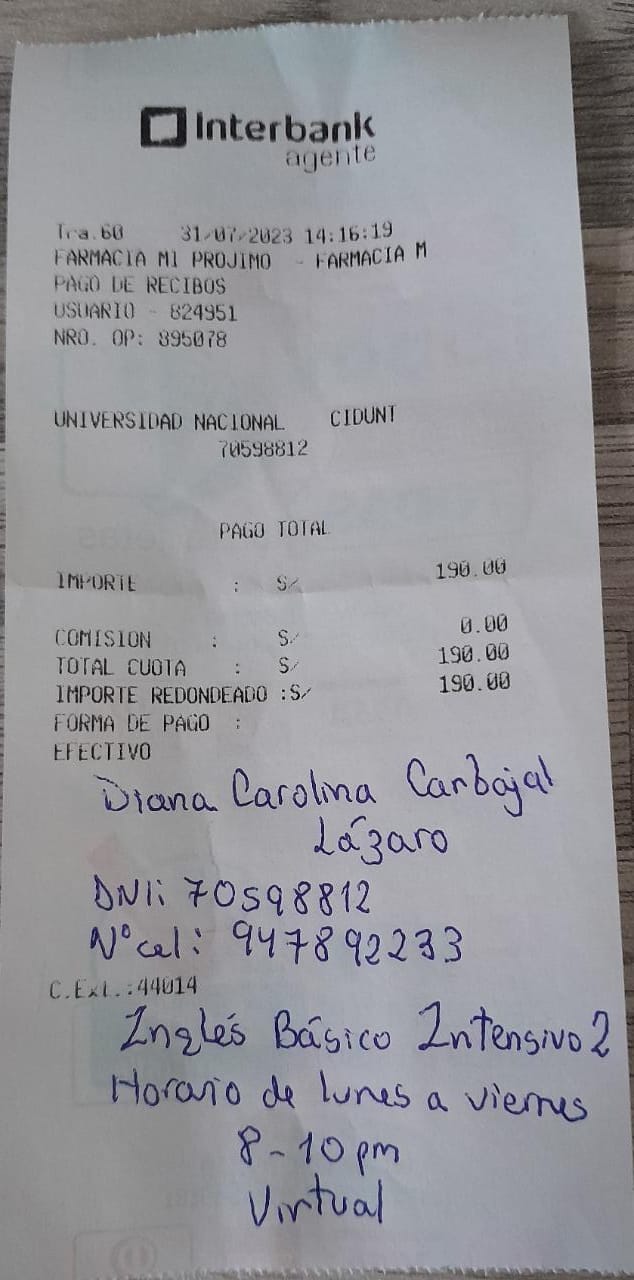 Interbank
agente
Tra.60 31/07/2023 14:16:19
FARMACIA MI PROJIMO - FARMACIA M
PAGO DE RECIBOS
USUARIO - 824951
NRO. OP: 895078
UNIVERSIDAD NACIONAL CIDUNT
70598812
PAGO TOTAL
IMPORTE : S/ 190.00
COMISION : S/ 0.00
TOTAL CUOTA : S/ 190.00
IMPORTE REDONDEADO :S/ 190.00
FORMA DE PAGO :
EFECTIVO
Diana Carolina Carbajal
Lázaro
DNI: 70598812
N° cel: 947892233
C.Ext.:44014
Inglés Básico Intensivo 2
Horario de lunes a viernes
8-10 pm
Virtual